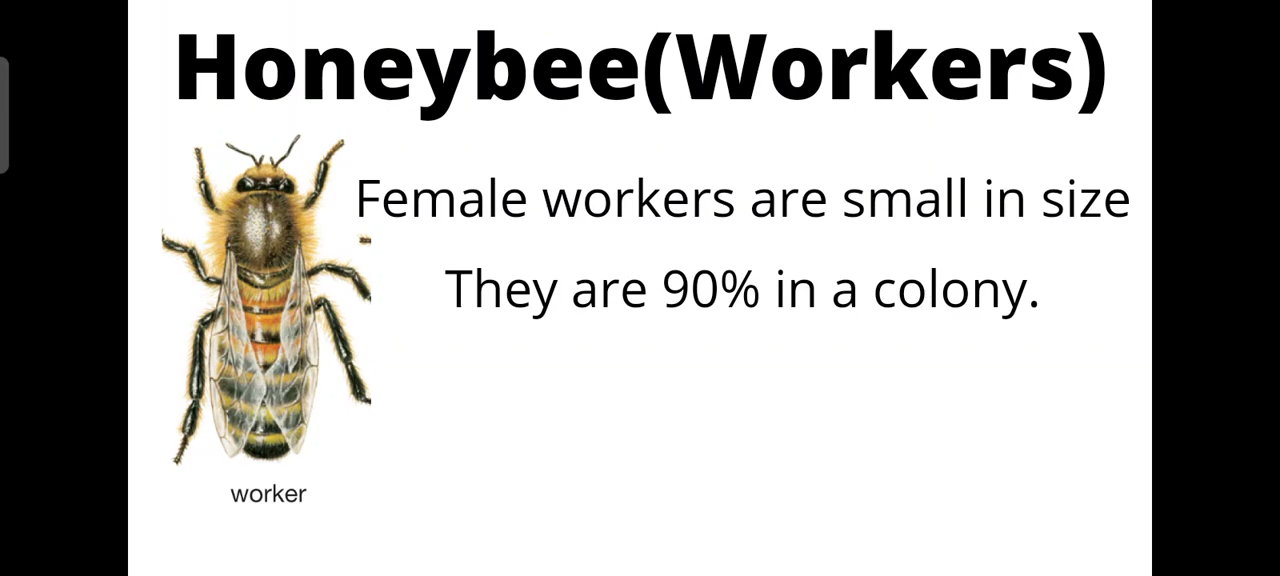 Honeybee(Workers)
Female workers are small in size
They are 90% in a colony.
worker